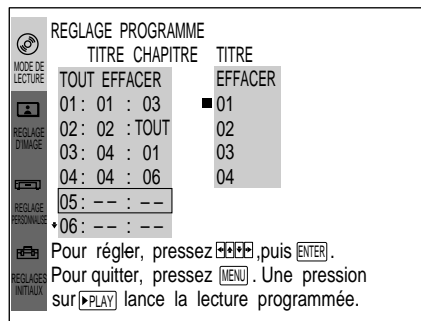 REGLAGE PROGRAMME
TITRE CHAPITRE TITRE
MODE DE LECTURE
TOUT EFFACER EFFACER
01: 01 : 03 01
02: 02 : TOUT 02
REGLAGE D'IMAGE
03: 04 : 01 03
04: 04 : 06 04
05: – – : – –
REGLAGE PERSONNALISE
06: – – : – –
Pour régler, pressez ,puis ENTER.
REGLAGES INITIAUX
Pour quitter, pressez MENU. Une pression
sur PLAY lance la lecture programmée.